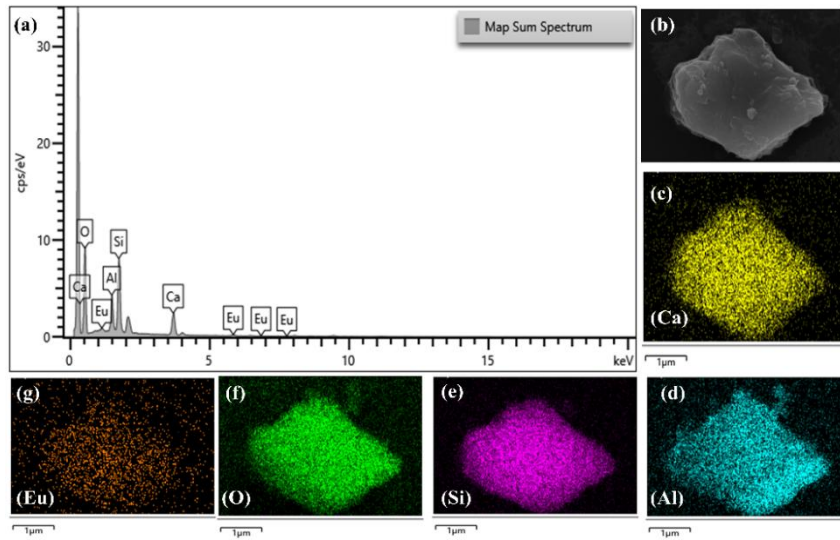 (a)
Map Sum Spectrum
cps/eV
30
20
10
0
Ca
O
Eu
Al
Si
Ca
Eu
Eu
Eu
0
5
10
15
keV
(b)
(c)
(Ca)
1µm
(g)
(Eu)
1µm
(f)
(O)
1µm
(e)
(Si)
1µm
(d)
(Al)
1µm